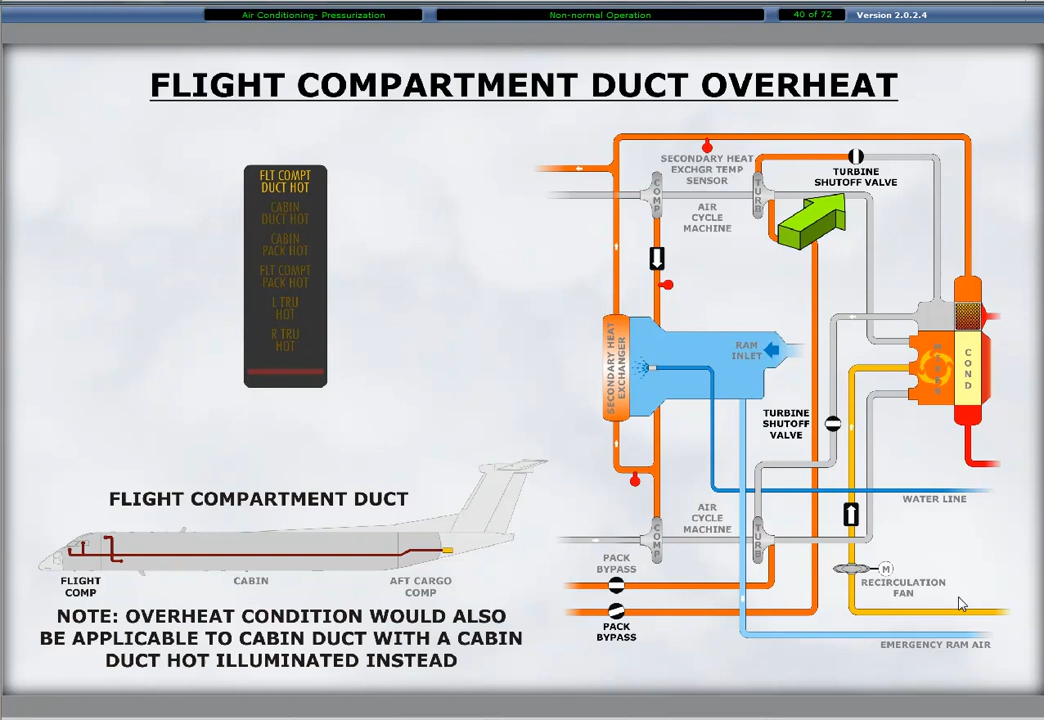 Air Conditioning- Pressurization
Non-normal Operation
40 of 72
Version 2.0.2.4
FLIGHT COMPARTMENT DUCT OVERHEAT
FLT COMPT
DUCT HOT
CABIN
DUCT HOT
CABIN
PACK HOT
FLT COMPT
PACK HOT
L TRU
HOT
R TRU
HOT
SECONDARY HEAT
EXCHGR TEMP
SENSOR
TURBINE
SHUTOFF VALVE
COMP
TURB
AIR
CYCLE
MACHINE
SECONDARY HEAT
EXCHANGER
RAM
INLET
COND
TURBINE
SHUTOFF
VALVE
WATER LINE
AIR
CYCLE
MACHINE
COMP
TURB
PACK
BYPASS
M
RECIRCULATION
FAN
PACK
BYPASS
EMERGENCY RAM AIR
FLIGHT COMPARTMENT DUCT
FLIGHT
COMP
CABIN
AFT CARGO
COMP
NOTE: OVERHEAT CONDITION WOULD ALSO
BE APPLICABLE TO CABIN DUCT WITH A CABIN
DUCT HOT ILLUMINATED INSTEAD